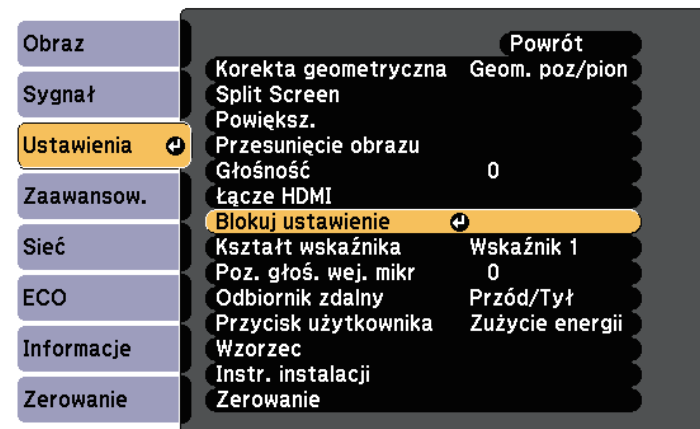 Obraz
Sygnał
Ustawienia
Zaawansow.
Sieć
ECO
Informacje
Zerowanie
Powrót
Korekta geometryczna Geom. poz/pion
Split Screen
Powiększ.
Przesunięcie obrazu
Głośność 0
Łącze HDMI
Blokuj ustawienie
Kształt wskaźnika Wskaźnik 1
Poz. głoś. wej. mikr 0
Odbiornik zdalny Przód/Tył
Przycisk użytkownika Zużycie energii
Wzorzec
Instr. instalacji
Zerowanie